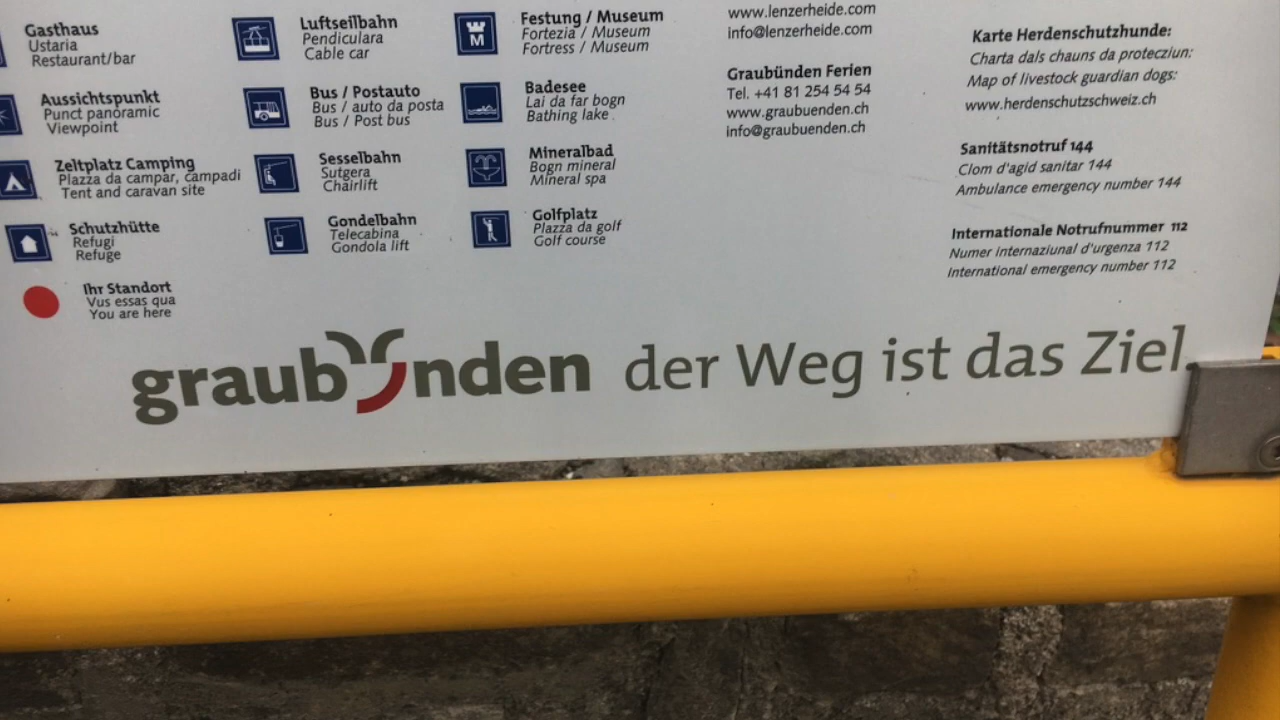 Gasthaus
Ustaria
Restaurant/bar
Aussichtspunkt
Punct panoramic
Viewpoint
Zeltplatz Camping
Plazza da campar, campadi
Tent and caravan site
Schutzhütte
Refugi
Refuge
Ihr Standort
Vus essas qua
You are here
Luftseilbahn
Pendiculara
Cable car
Bus / Postauto
Bus / auto da posta
Bus / Post bus
Sesselbahn
Sutgera
Chairlift
Gondelbahn
Telecabina
Gondola lift
M
Festung / Museum
Fortezia / Museum
Fortress / Museum
Badesee
Lai da far bogn
Bathing lake
Mineralbad
Bogn mineral
Mineral spa
Golfplatz
Plazza da golf
Golf course
www.lenzerheide.com
info@lenzerheide.com
Graubünden Ferien
Tel. +41 81 254 54 54
www.graubuenden.ch
info@graubuenden.ch
Karte Herdenschutzhunde:
Charta dals chauns da protecziun:
Map of livestock guardian dogs:
www.herdenschutzschweiz.ch
Sanitätsnotruf 144
Clom d'agid sanitar 144
Ambulance emergency number 144
Internationale Notrufnummer 112
Numer internaziunal d'urgenza 112
International emergency number 112
graubünden der Weg ist das Ziel.